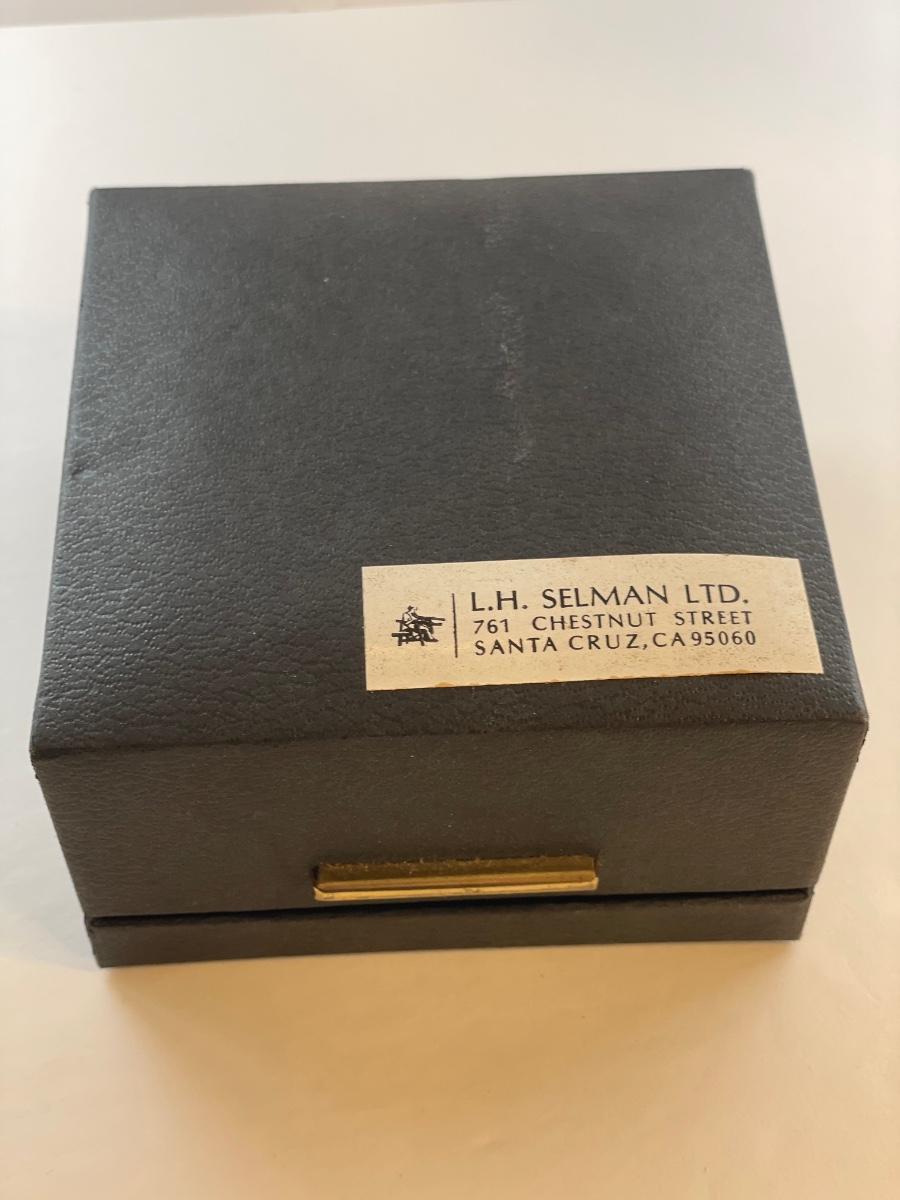 L.H. SELMAN LTD.
761 CHESTNUT STREET
SANTA CRUZ, CA 95060